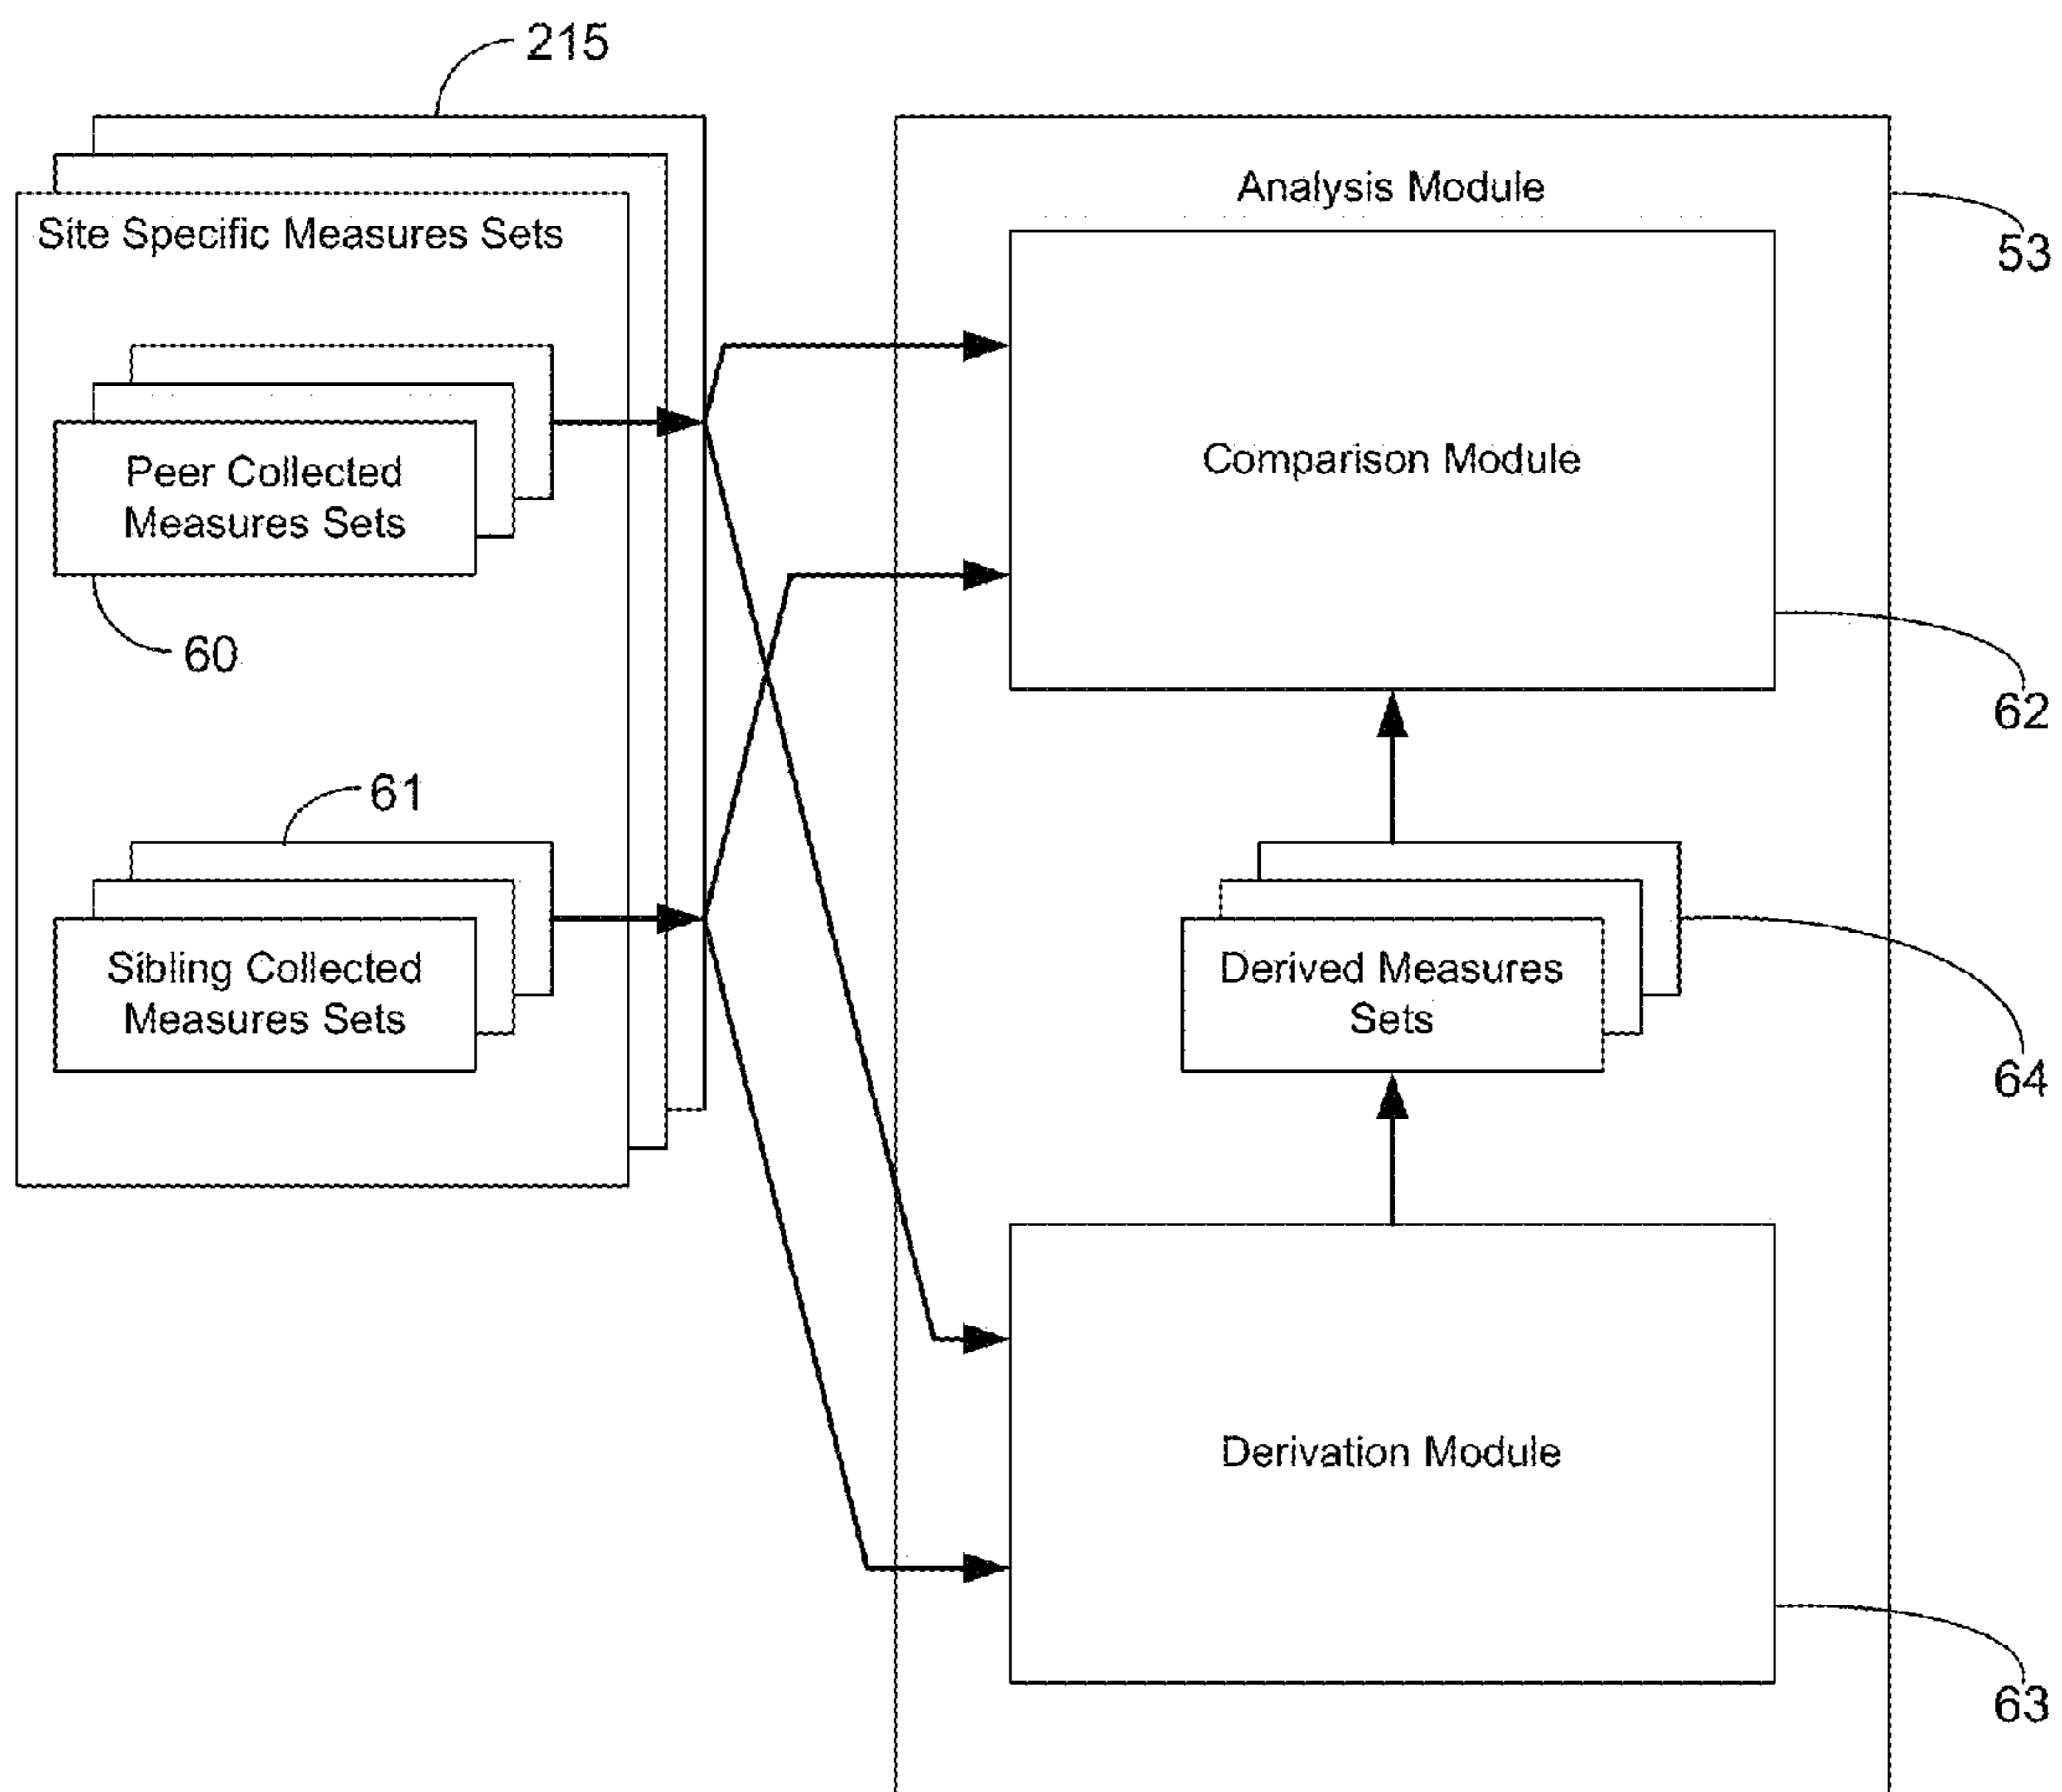 215
Analysis Module
53
Site Specific Measures Sets
Comparison Module
Peer Collected
Measures Sets
60
62
61
Sibling Collected
Measures Sets
Derived Measures
Sets
64
Derivation Module
63